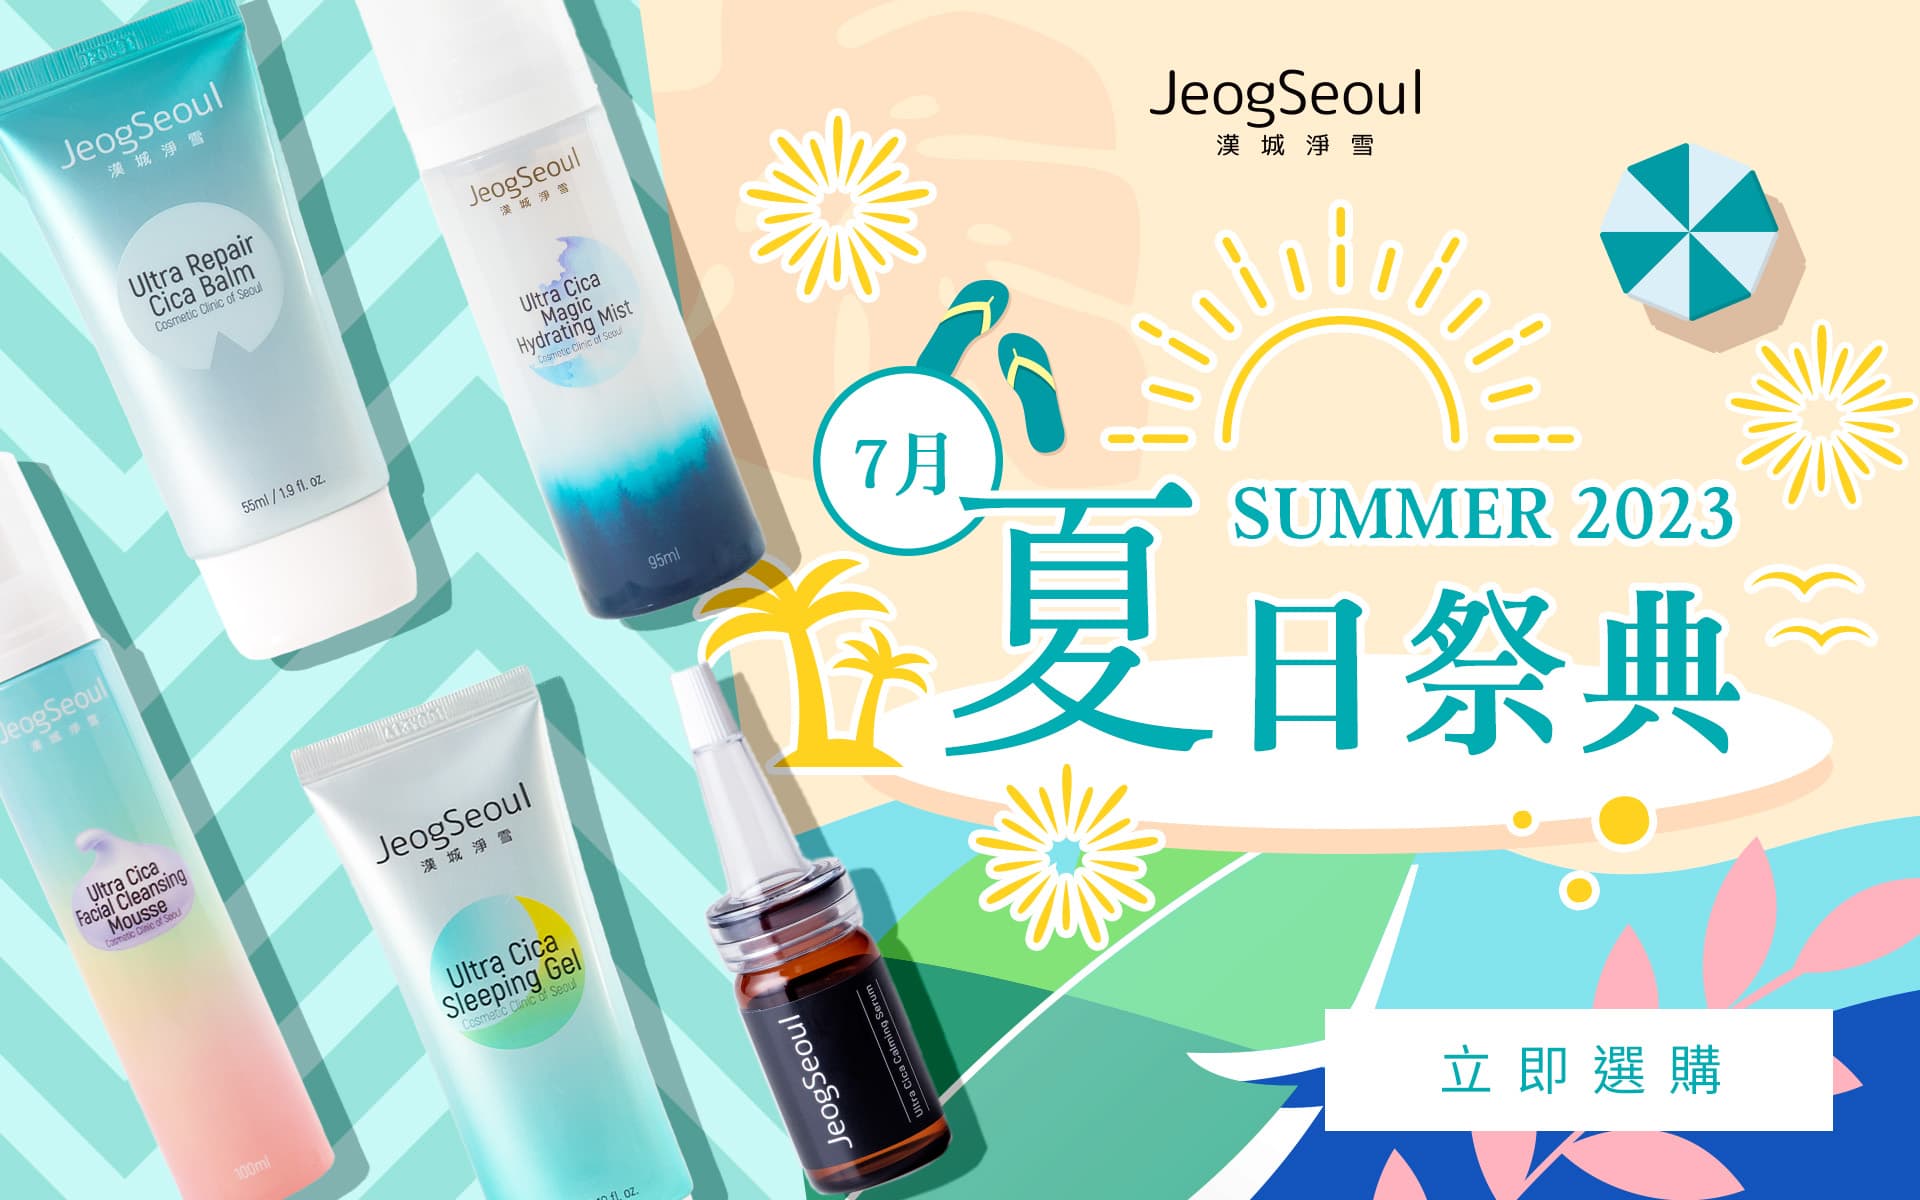 JeogSeoul
漢城淨雪
Ultra Repair
Cica Balm
Cosmetic Clinic of Seoul
55ml / 1.9 fl. oz.
JeogSeoul
漢城淨雪
Ultra Cica
Magic
Hydrating Mist
Cosmetic Clinic of Seoul
95ml
JeogSeoul
漢城淨雪
Ultra Cica
Facial Cleansing
Mousse
Cosmetic Clinic of Seoul
100ml
JeogSeoul
漢城淨雪
Ultra Cica
Sleeping Gel
Cosmetic Clinic of Seoul
fl. oz.
JeogSeoul
Ultra Cica Calming Serum
JeogSeoul
漢城淨雪
7月
SUMMER 2023
夏日祭典
立即選購